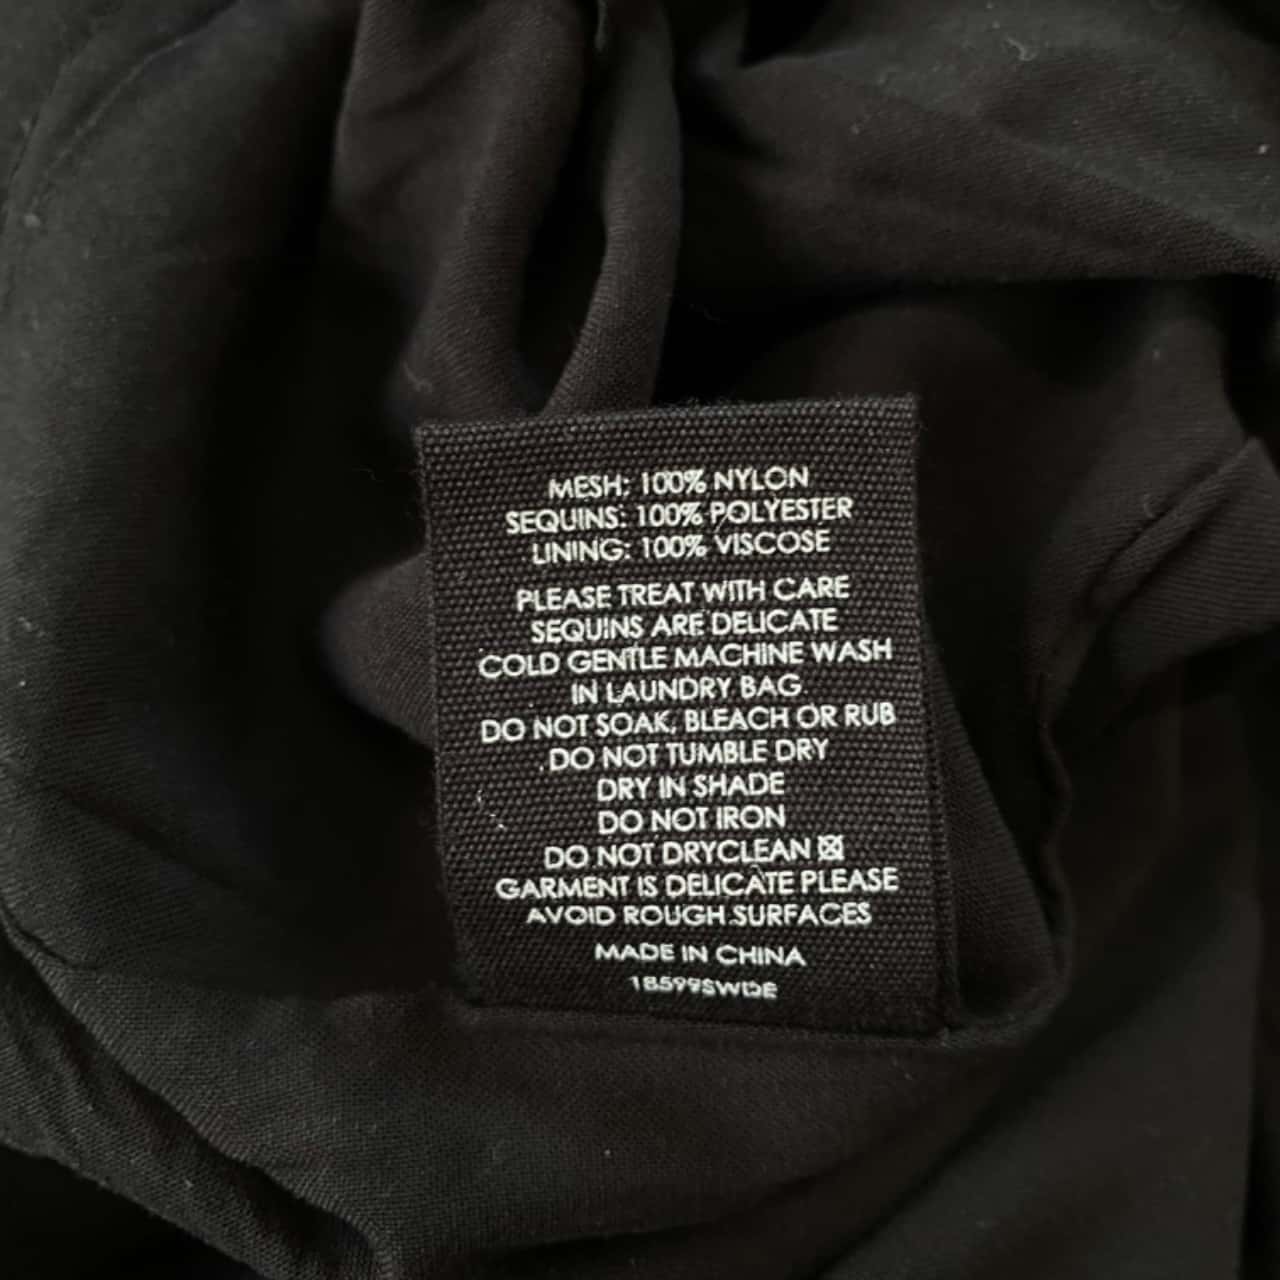 MESH: 100% NYLON
SEQUINS: 100% POLYESTER
LINING: 100% VISCOSE
PLEASE TREAT WITH CARE
SEQUINS ARE DELICATE
COLD GENTLE MACHINE WASH
IN LAUNDRY BAG
DO NOT SOAK, BLEACH OR RUB
DO NOT TUMBLE DRY
DRY IN SHADE
DO NOT IRON
DO NOT DRYCLEAN
GARMENT IS DELICATE PLEASE
AVOID ROUGH SURFACES
MADE IN CHINA
18599SWDE